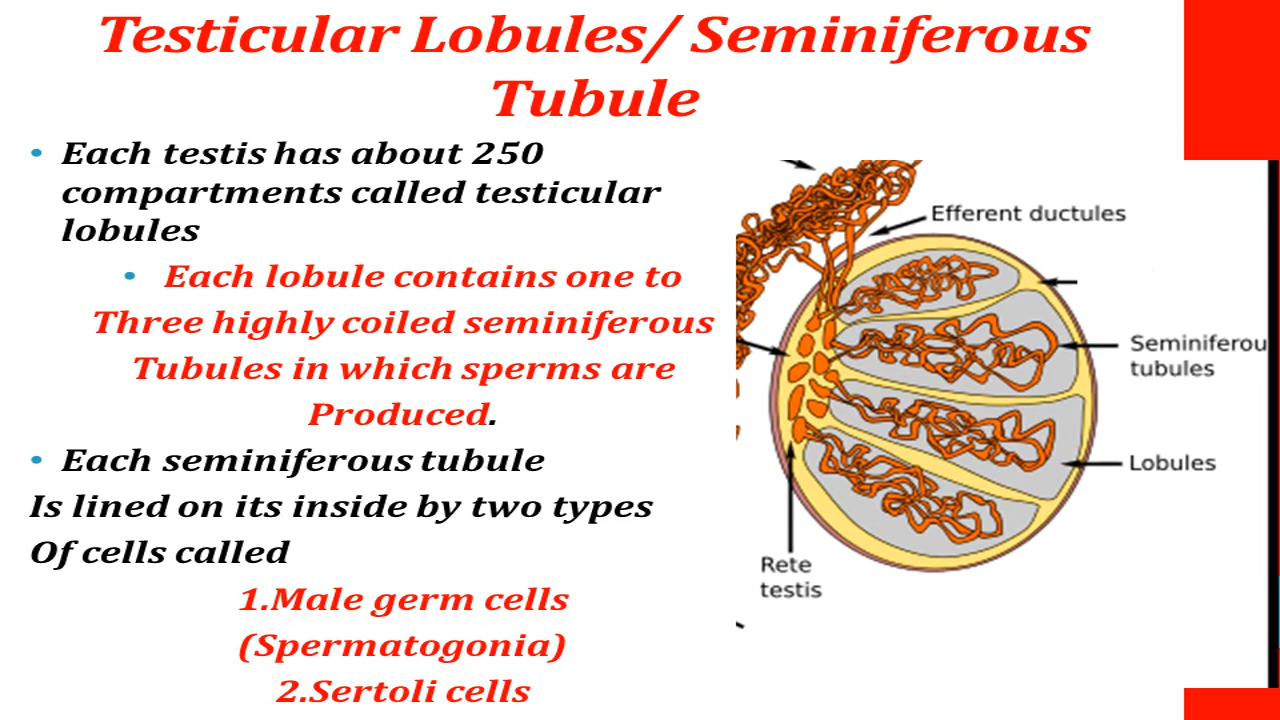 Testicular Lobules/ Seminiferous
Tubule
• Each testis has about 250
compartments called testicular
lobules
• Each lobule contains one to
Three highly coiled seminiferous
Tubules in which sperms are
Produced.
• Each seminiferous tubule
Is lined on its inside by two types
Of cells called
1.Male germ cells
(Spermatogonia)
2.Sertoli cells
Efferent ductules
Seminiferou
tubules
Lobules
Rete
testis